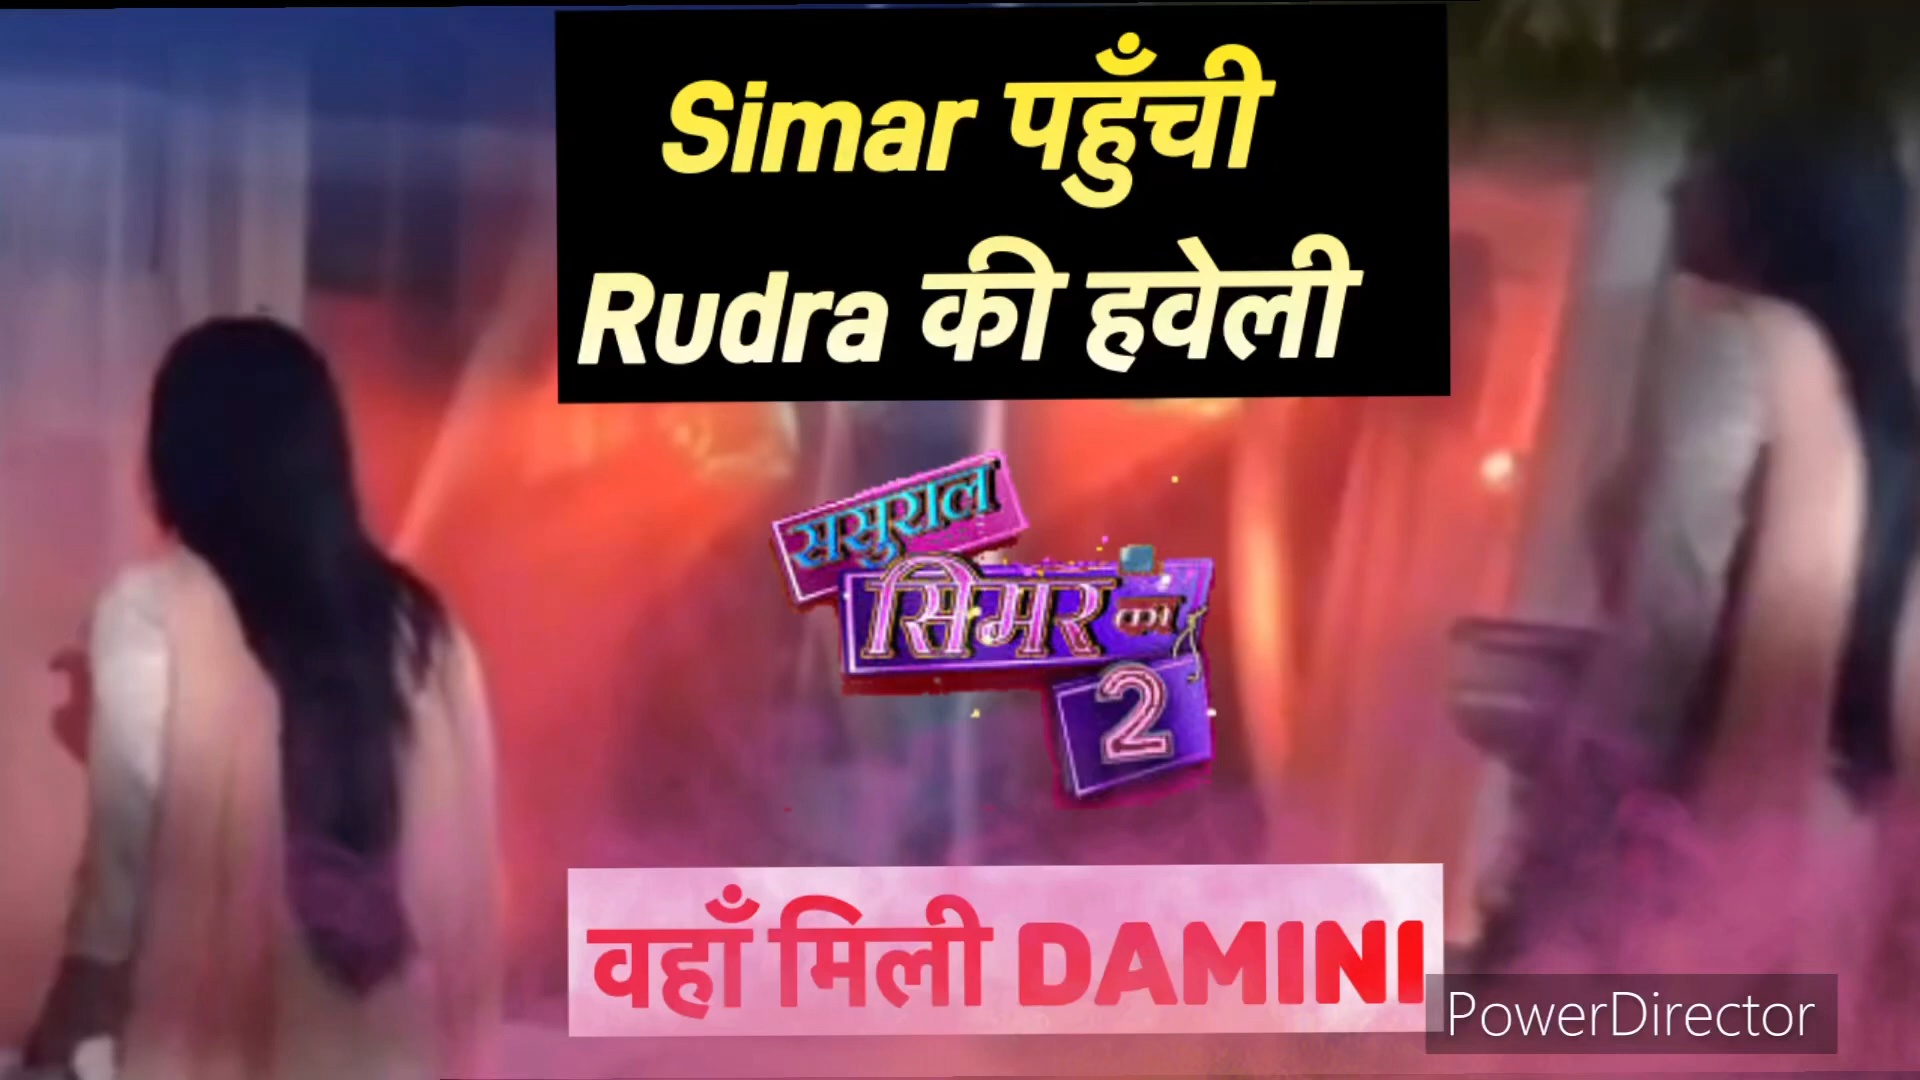 Simar पहुँची
Rudra की हवेली
ससुराल
सिमर का
2
वहाँ मिली DAMINI
PowerDirector